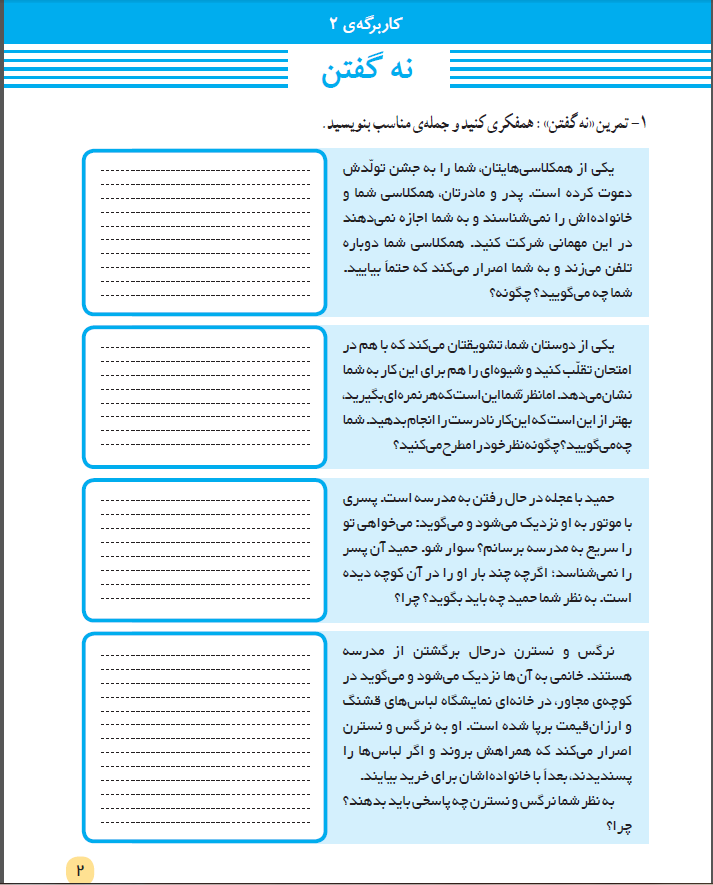 کاربرگه‌ی ۲
نه گفتن
۱- تمرین «نه گفتن» : همفکری کنید و جمله‌ی مناسب بنویسید.
یکی از همکلاسی‌هایتان، شما را به جشن تولّدش
دعوت کرده است. پدر و مادرتان، همکلاسی شما و
خانواده‌اش را نمی‌شناسند و به شما اجازه نمی‌دهند
در این مهمانی شرکت کنید. همکلاسی شما دوباره
تلفن می‌زند و به شما اصرار می‌کند که حتماً بیایید.
شما چه می‌گویید؟ چگونه؟
یکی از دوستان شما، تشویقتان می‌کند که با هم در
امتحان تقلّب کنید و شیوه‌ای را هم برای این کار به شما
نشان می‌دهد. اما نظر شما این است که هر نمره‌ای بگیرید،
بهتر از این است که این کار نادرست را انجام بدهید. شما
چه می‌گویید؟ چگونه نظر خود را مطرح می‌کنید؟
حمید با عجله در حال رفتن به مدرسه است. پسری
با موتور به او نزدیک می‌شود و می‌گوید: می‌خواهی تو
را سریع به مدرسه برسانم؟ سوار شو. حمید آن پسر
را نمی‌شناسد؛ اگرچه چند بار او را در آن کوچه دیده
است. به نظر شما حمید چه باید بگوید؟ چرا؟
نرگس و نسترن درحال برگشتن از مدرسه
هستند. خانمی به آن ها نزدیک می‌شود و می‌گوید در
کوچه‌ی مجاور، در خانه‌ای نمایشگاه لباس‌های قشنگ
و ارزان‌قیمت برپا شده است. او به نرگس و نسترن
اصرار می‌کند که همراهش بروند و اگر لباس‌ها را
پسندیدند، بعداً با خانواده‌اشان برای خرید بیایند.
به نظر شما نرگس و نسترن چه پاسخی باید بدهند؟
چرا؟
۲